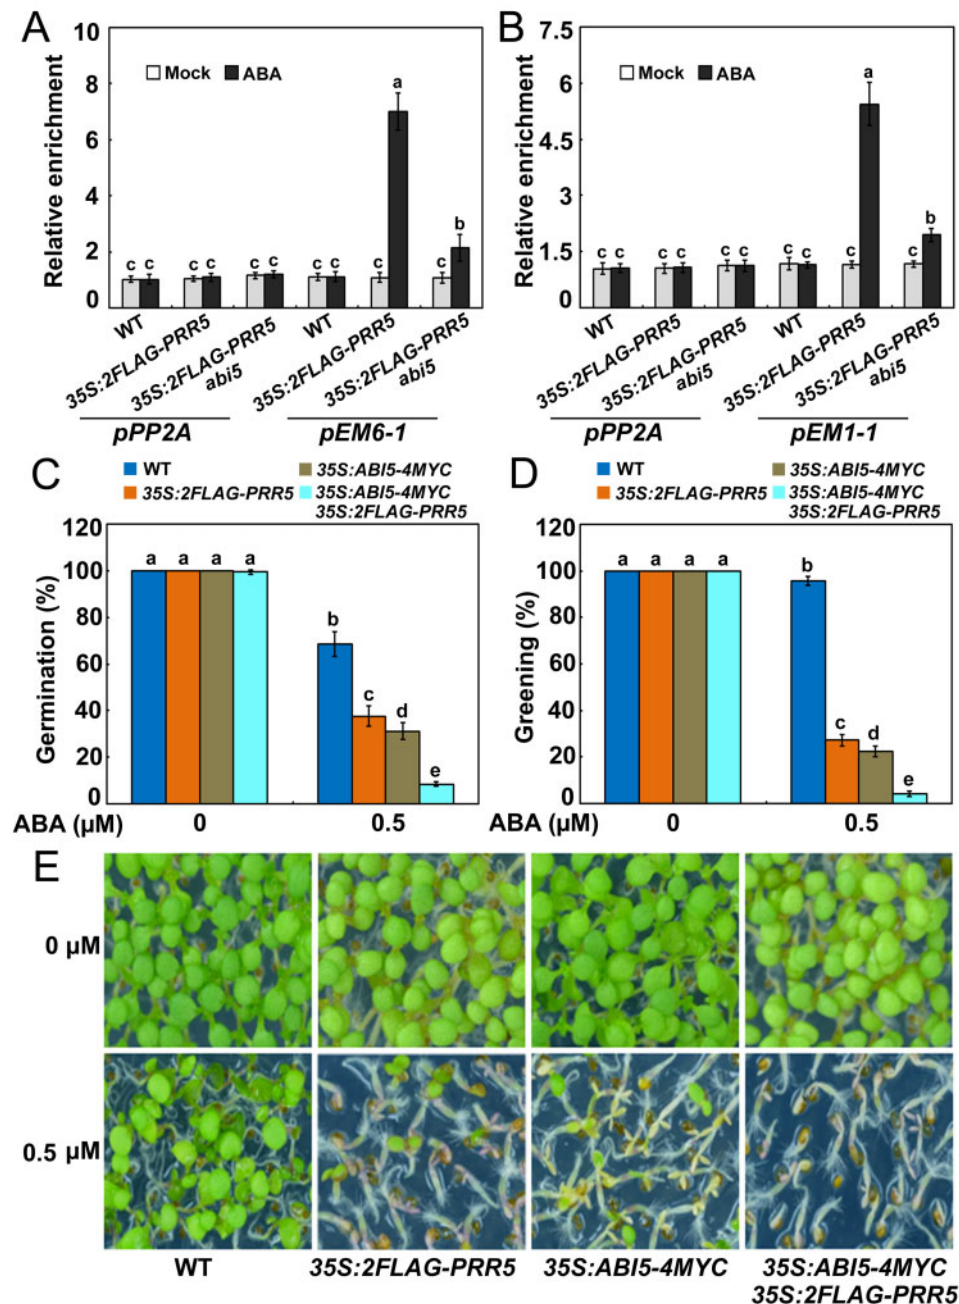 A
B
10
8
6
4
2
0
Relative enrichment
Mock ABA
c c c c c c c c c a c b
WT
35S:2FLAG-PRR5
35S:2FLAG-PRR5
abi5
WT
35S:2FLAG-PRR5
35S:2FLAG-PRR5
abi5
pPP2A
pEM6-1
7.5
6
4.5
3
1.5
0
Relative enrichment
Mock ABA
c c c c c c c c c a c b
WT
35S:2FLAG-PRR5
35S:2FLAG-PRR5
abi5
WT
35S:2FLAG-PRR5
35S:2FLAG-PRR5
abi5
pPP2A
pEM1-1
C
WT
35S:2FLAG-PRR5
35S:ABI5-4MYC
35S:ABI5-4MYC
35S:2FLAG-PRR5
120
100
80
60
40
20
0
Germination (%)
a a a a b c d e
ABA (µM) 0 0.5
D
WT
35S:2FLAG-PRR5
35S:ABI5-4MYC
35S:ABI5-4MYC
35S:2FLAG-PRR5
120
100
80
60
40
20
0
Greening (%)
a a a a b c d e
ABA (µM) 0 0.5
E
0 µM
0.5 µM
WT
35S:2FLAG-PRR5
35S:ABI5-4MYC
35S:ABI5-4MYC
35S:2FLAG-PRR5